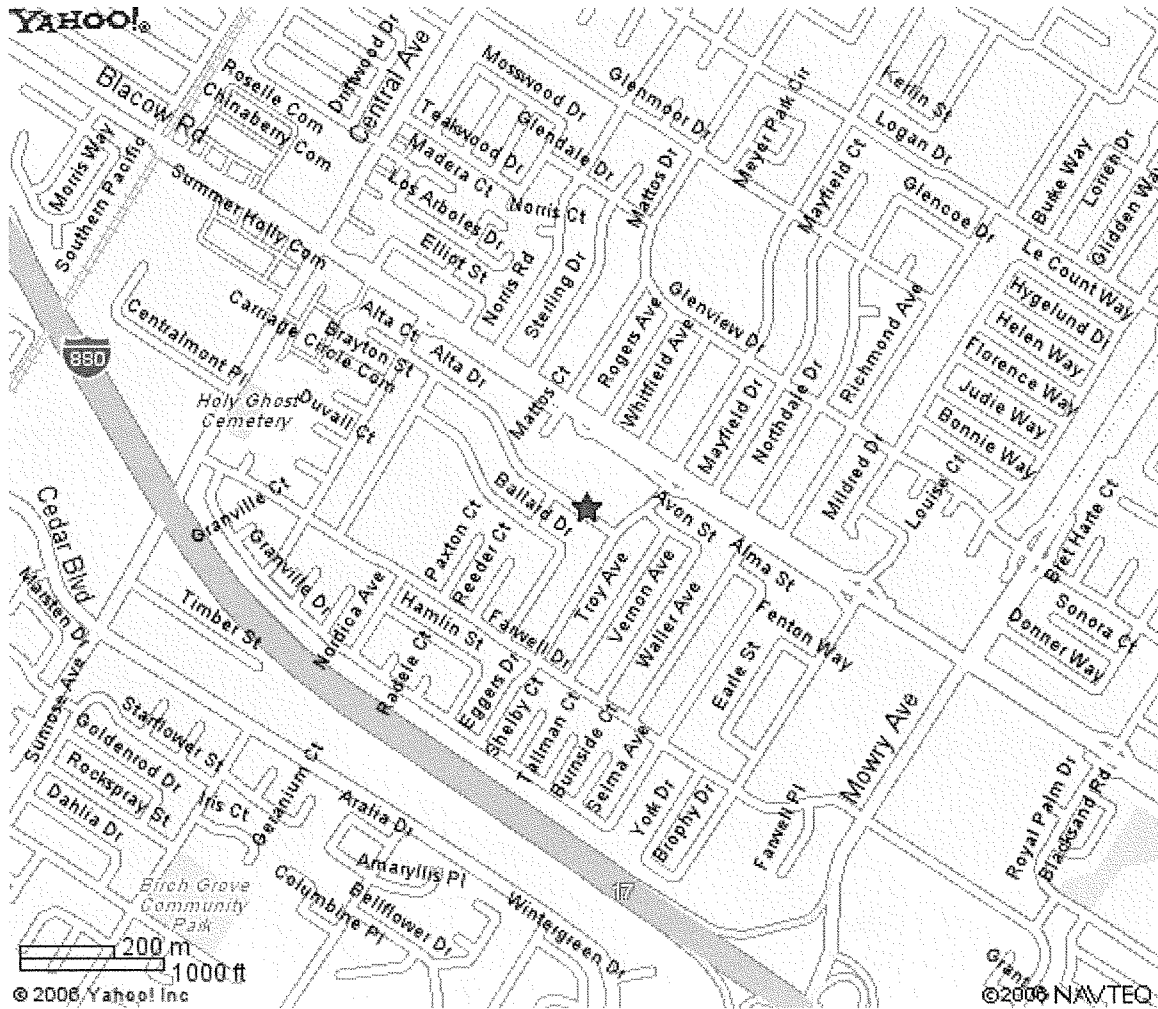 YAHOO!®
Blacow Rd
Roselle Com
Chinaberry Com
Driftwood Dr
Central Ave
Mosswood Dr
Glenmoor Dr
Kerlin St
Logan Dr
Teakwood Dr
Glendale Dr
Meyer Park Cir
Mayfield Ct
Burke Way
Lorren Dr
Glidden Way
Morris Way
Southern Pacific
Madera Ct
Los Arboles Dr
Norris Ct
Mattos Dr
Glencoe Dr
Le Count Way
Summer Holly Com
Elliot St
Norris Rd
Sterling Dr
Glenview Dr
Richmond Ave
Hygelund Dr
Helen Way
Florence Way
Judie Way
Bonnie Way
880
Centralmont Pl
Carriage Circle Com
Brayton St
Alta Ct
Alta Dr
Mattos Ct
Rogers Ave
Whitfield Ave
Mayfield Dr
Northdale Dr
Mildred Dr
Louise Ct
Holy Ghost
Cemetery
Duvall Ct
Ballard Dr
Avon St
Alma St
Bret Harte Ct
Sonora Ct
Donner Way
Cedar Blvd
Granville Ct
Granville Dr
Paxton Ct
Reeder Ct
Troy Ave
Vernon Ave
Waller Ave
Fenton Way
Earle St
Marsten Dr
Timber St
Nordica Ave
Hamlin St
Farwell Dr
Radele Ct
Eggers Dr
Shelby Ct
Tallman Ct
Burnside Ct
Selma Ave
Mowry Ave
Sunrose Ave
Starflower St
Goldenrod Dr
Rockspray St
Dahlia Dr
Iris Ct
Geranium Ct
Aralia Dr
York Dr
Brophy Dr
Farwell Pl
Royal Palm Dr
Blacksand Rd
Birch Grove
Community
Park
Amaryllis Pl
Columbine Pl
Bellflower Dr
Wintergreen Dr
17
Grant
200 m
1000 ft
© 2006 Yahoo! Inc
©2006 NAVTEQ